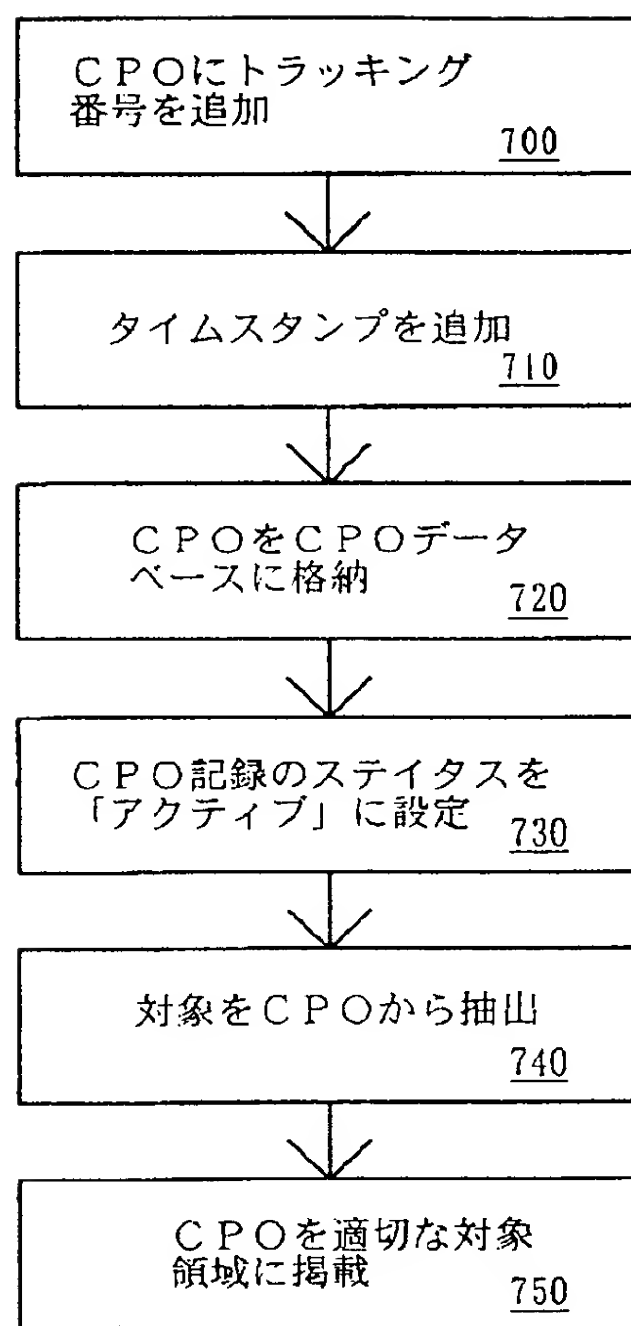 ＣＰＯにトラッキング
番号を追加
700
タイムスタンプを追加
710
ＣＰＯをＣＰＯデータ
ベースに格納
720
ＣＰＯ記録のステイタスを
「アクティブ」に設定
730
対象をＣＰＯから抽出
740
ＣＰＯを適切な対象
領域に掲載
750